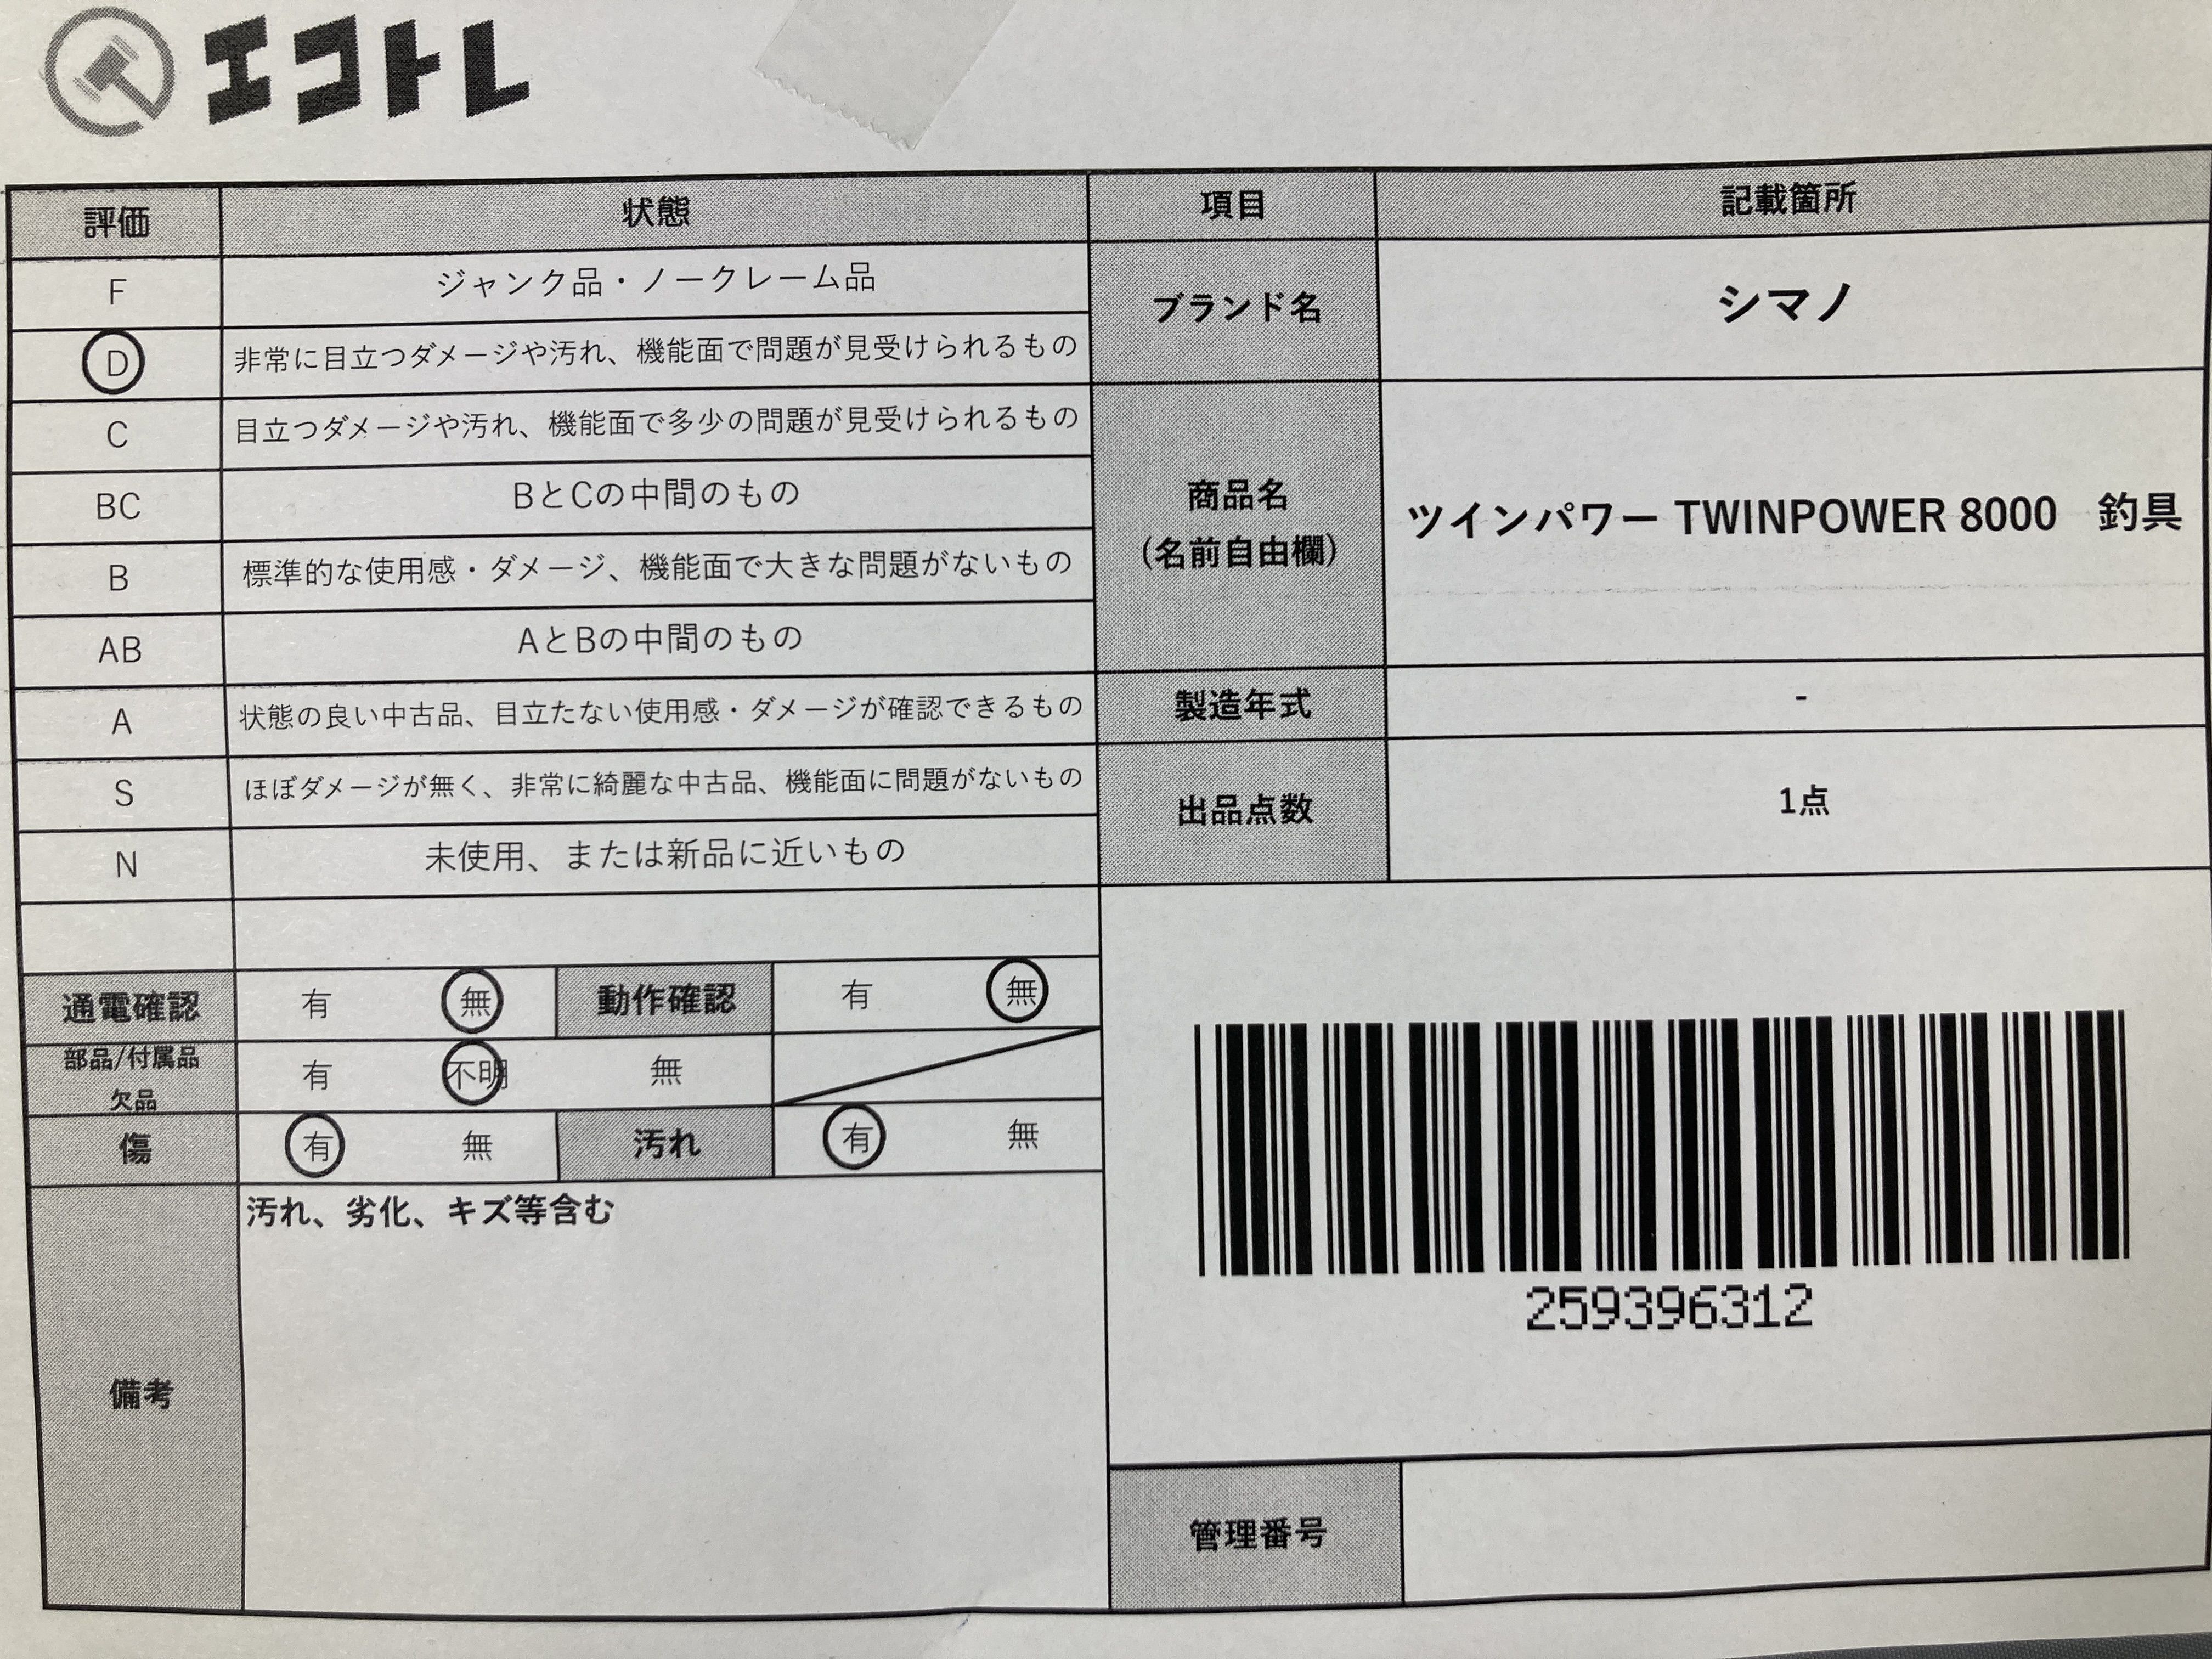 エコトレ
評価 状態 項目 記載箇所
F ジャンク品・ノークレーム品
D 非常に目立つダメージや汚れ、機能面で問題が見受けられるもの
C 目立つダメージや汚れ、機能面で多少の問題が見受けられるもの
BC BとCの中間のもの
B 標準的な使用感・ダメージ、機能面で大きな問題がないもの
AB AとBの中間のもの
A 状態の良い中古品、目立たない使用感・ダメージが確認できるもの
S ほぼダメージが無く、非常に綺麗な中古品、機能面に問題がないもの
N 未使用、または新品に近いもの
ブランド名 シマノ
商品名
(名前自由欄)
ツインパワー TWINPOWER 8000 釣具
製造年式 -
出品点数 1点
通電確認 有 無 動作確認 有 無
部品/付属品
欠品
有 不明 無
傷 有 無 汚れ 有 無
備考
汚れ、劣化、キズ等含む
259396312
管理番号